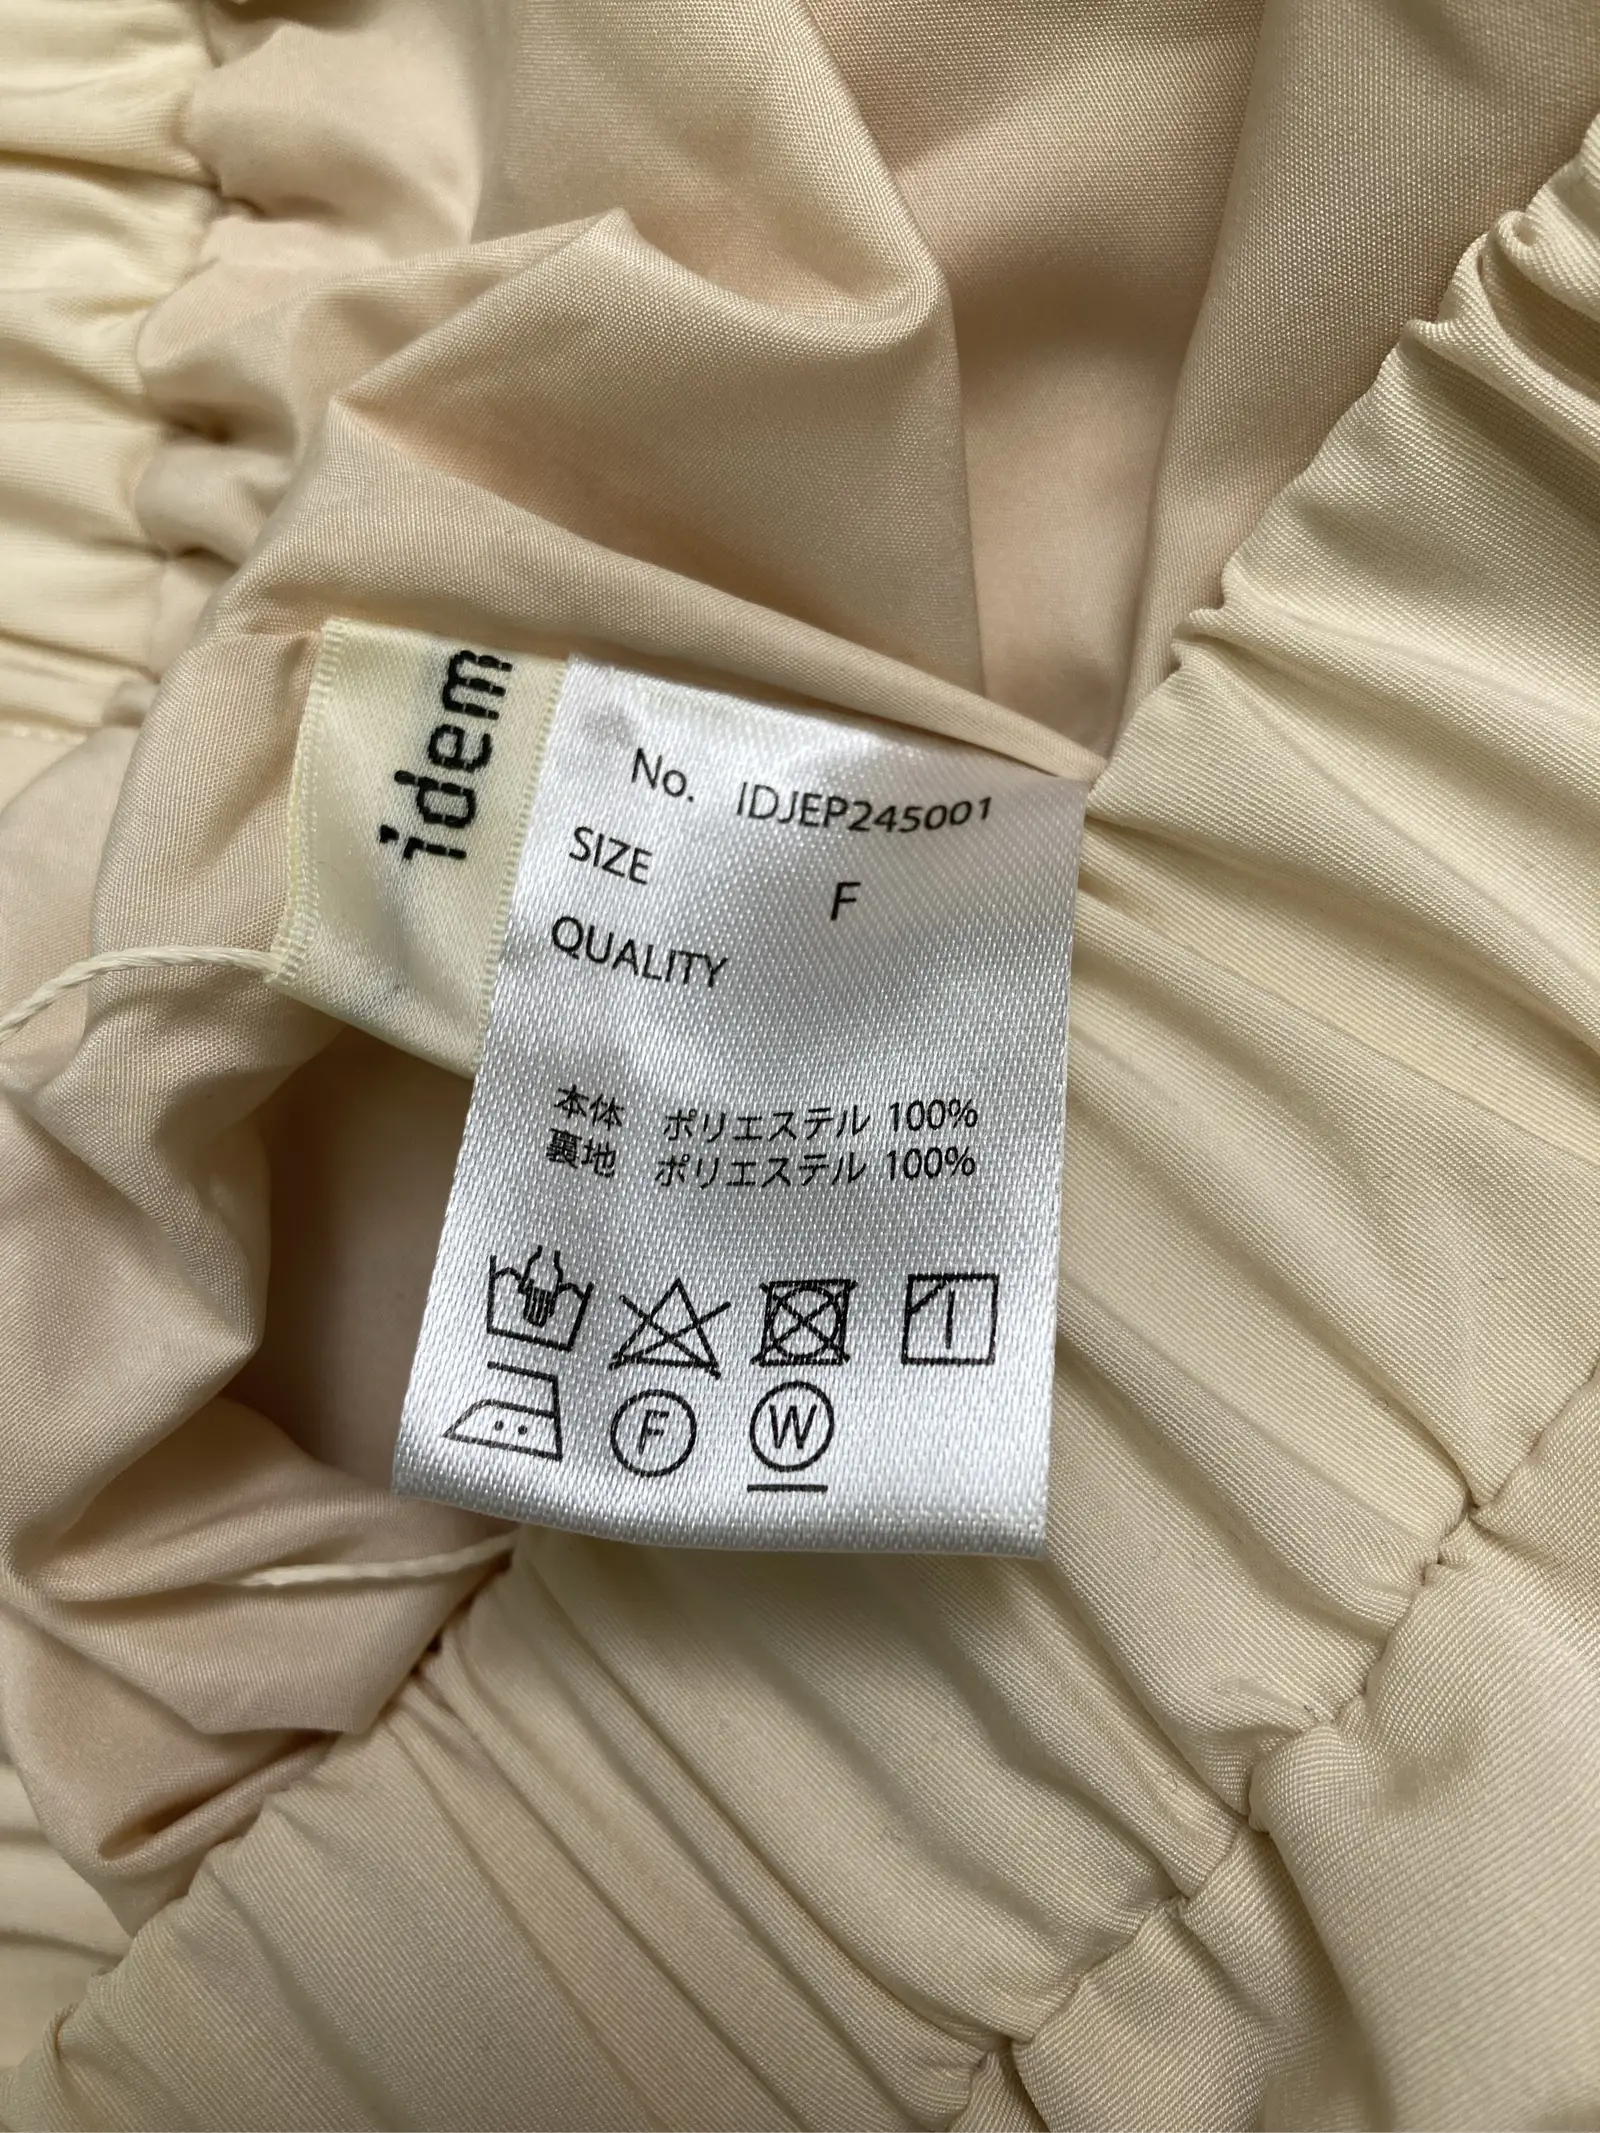 idem
No. IDJEP245001
SIZE F
QUALITY
本体 ポリエステル 100%
裏地 ポリエステル 100%
F W